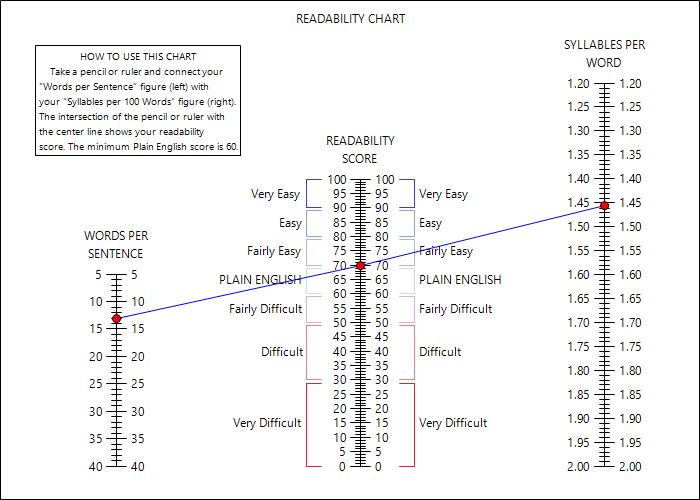 READABILITY CHART
HOW TO USE THIS CHART
Take a pencil or ruler and connect your
"Words per Sentence" figure (left) with
your "Syllables per 100 Words" figure (right).
The intersection of the pencil or ruler with
the center line shows your readability
score. The minimum Plain English score is 60.
WORDS PER
SENTENCE
5 5
10 10
15 15
20 20
25 25
30 30
35 35
40 40
READABILITY
SCORE
100 100
95 95
Very Easy Very Easy
90 90
85 85
Easy Easy
80 80
75 75
Fairly Easy Fairly Easy
70 70
65 65
PLAIN ENGLISH PLAIN ENGLISH
60 60
55 55
Fairly Difficult Fairly Difficult
50 50
45 45
40 40
Difficult Difficult
35 35
30 30
25 25
20 20
15 15
Very Difficult Very Difficult
10 10
5 5
0 0
SYLLABLES PER
WORD
1.20 1.20
1.25 1.25
1.30 1.30
1.35 1.35
1.40 1.40
1.45 1.45
1.50 1.50
1.55 1.55
1.60 1.60
1.65 1.65
1.70 1.70
1.75 1.75
1.80 1.80
1.85 1.85
1.90 1.90
1.95 1.95
2.00 2.00